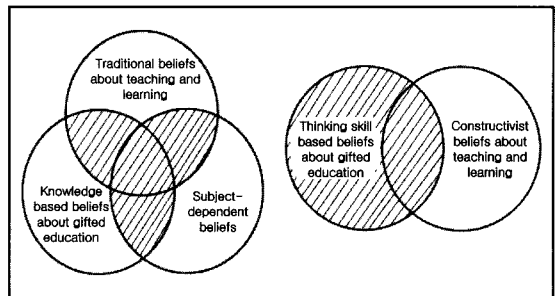 Traditional beliefs
about teaching and
learning
Knowledge
based beliefs
about gifted
education
Subject-
dependent
beliefs
Thinking skill
based beliefs
about gifted
education
Constructivist
beliefs about
teaching and
learning